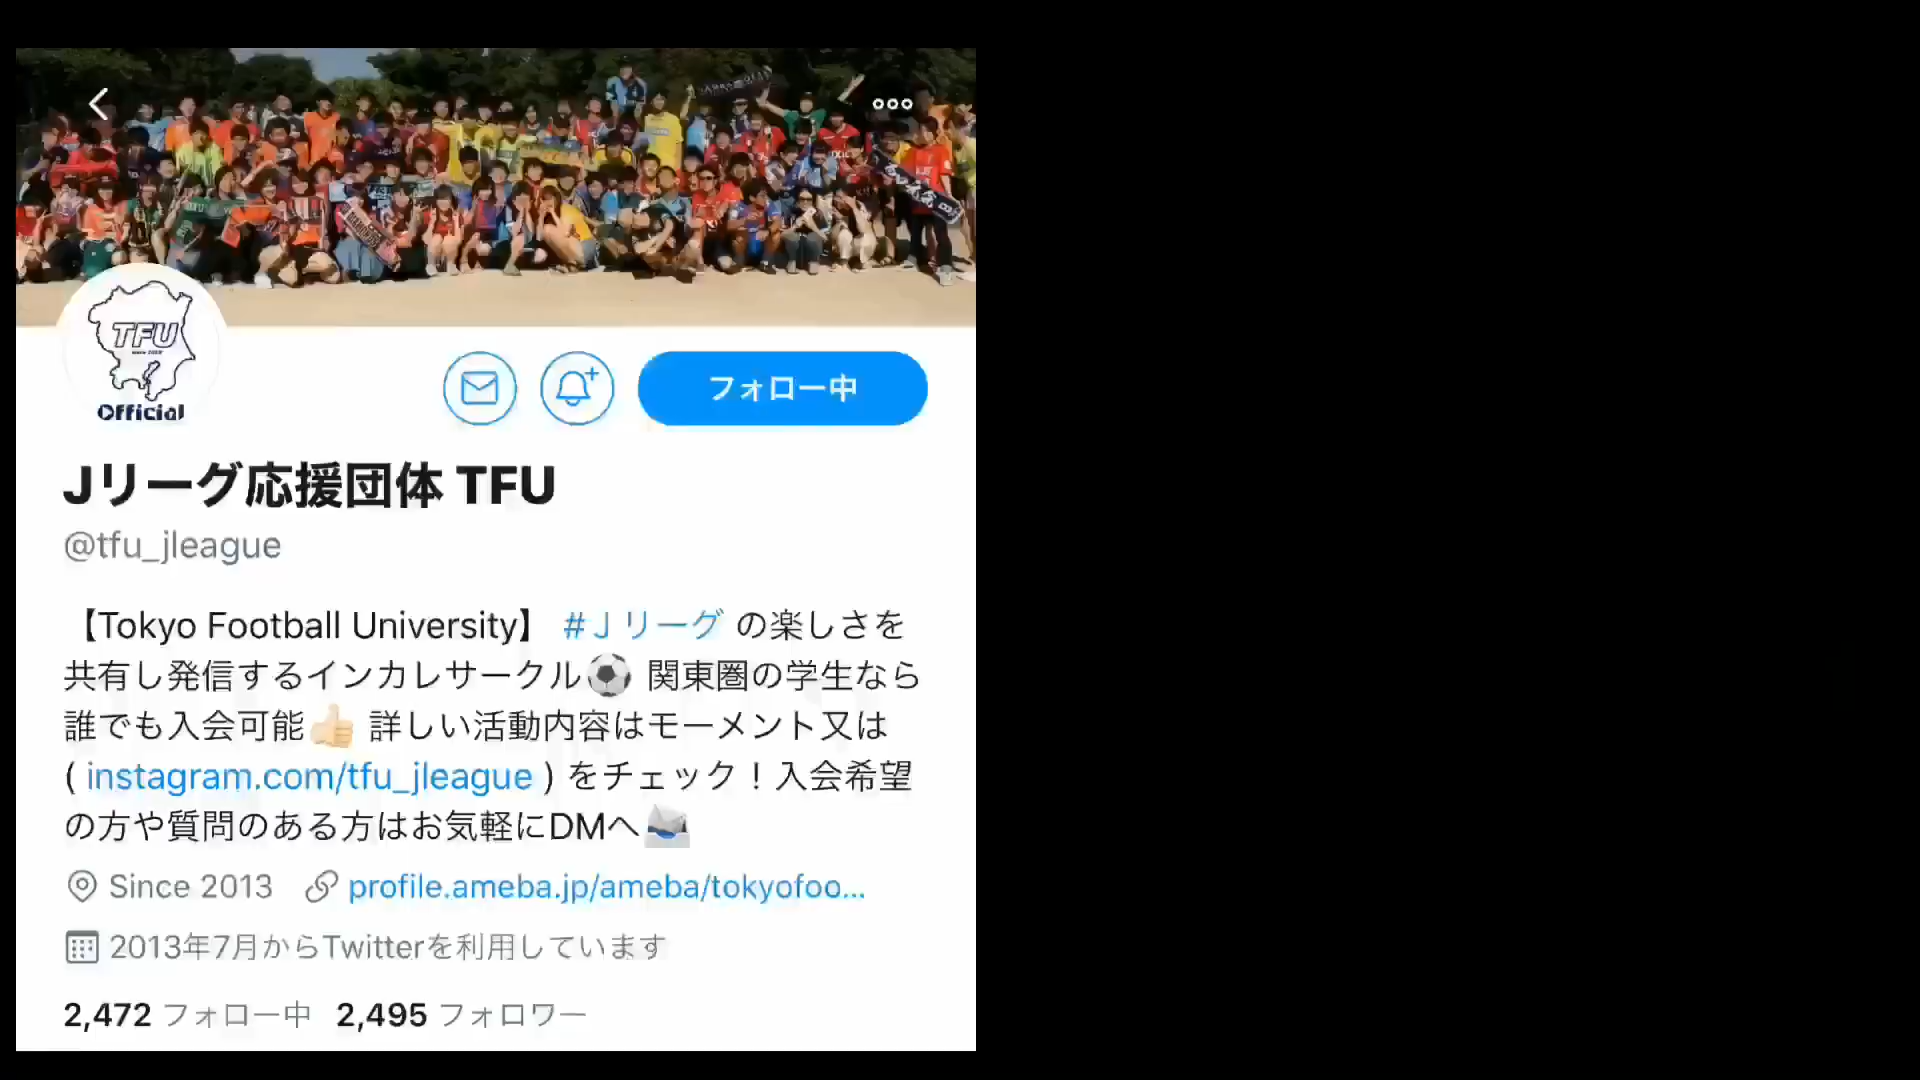 TFU
Official
フォロー中
Jリーグ応援団体 TFU
@tfu_jleague
【Tokyo Football University】 #Jリーグ の楽しさを
共有し発信するインカレサークル⚽ 関東圏の学生なら
誰でも入会可能👍🏻 詳しい活動内容はモーメント又は
( instagram.com/tfu_jleague ) をチェック！入会希望
の方や質問のある方はお気軽にDMへ📨
Since 2013 profile.ameba.jp/ameba/tokyofoo...
2013年7月からTwitterを利用しています
2,472 フォロー中 2,495 フォロワー